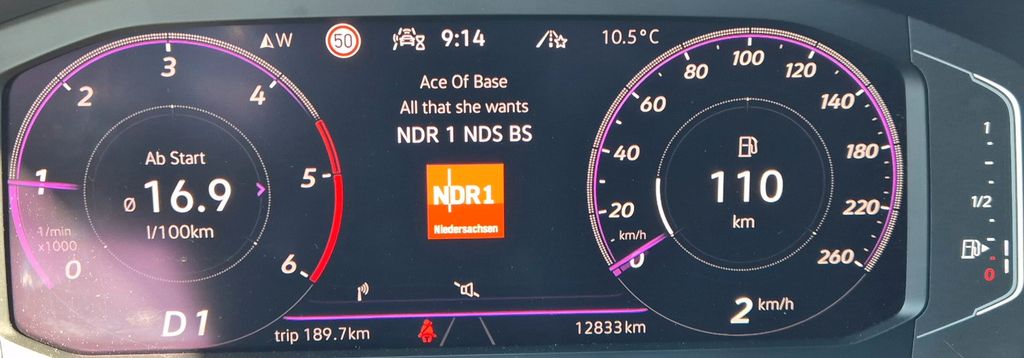 W 50 9:14 10.5°C
Ace Of Base
All that she wants
NDR 1 NDS BS
NDR1
Niedersachsen
0 1 2 3 4 5 6
1/min
x1000
Ab Start
Ø 16.9
l/100km
D1
0 20 40 60 80 100 120 140 180 220 260
km/h
110
km
2 km/h
trip 189.7km
12833km
1
1/2
0